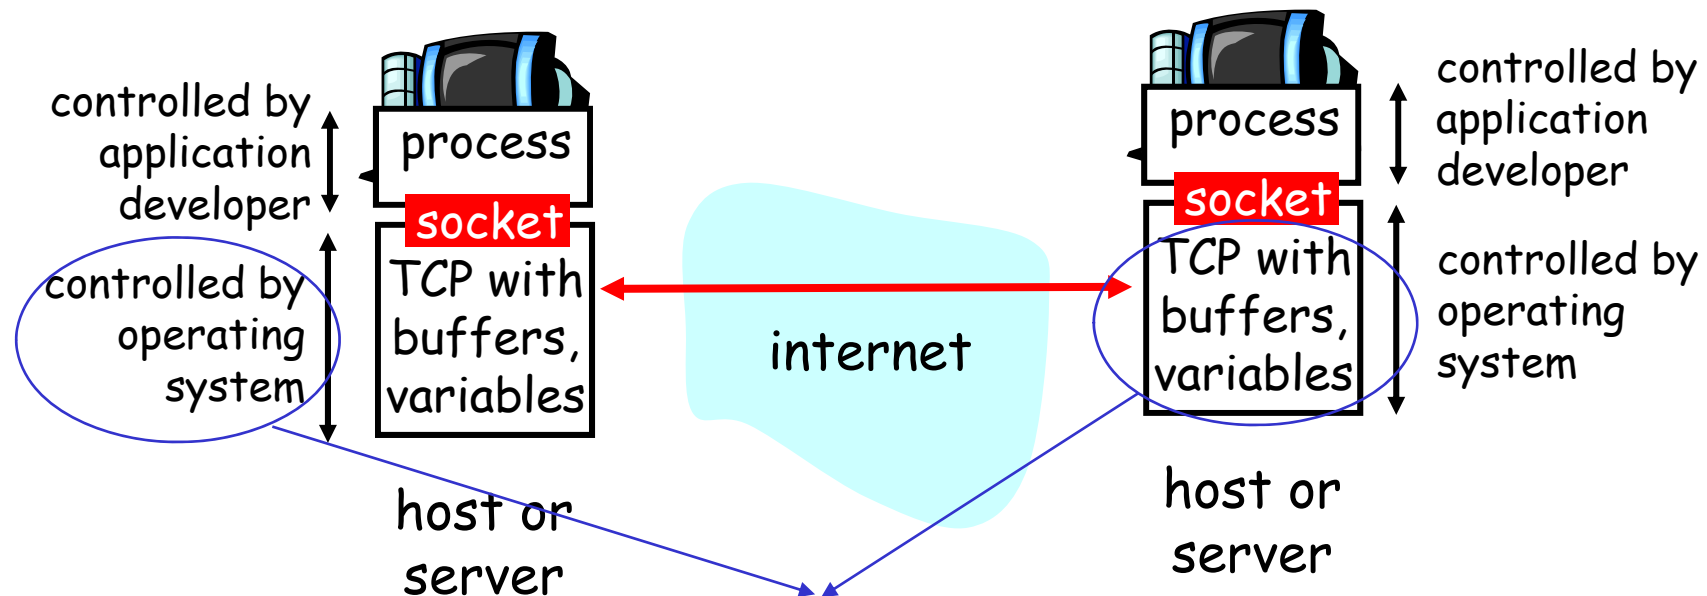 controlled by
application
developer
process
socket
controlled by
operating
system
TCP with
buffers,
variables
host or
server
internet
process
socket
TCP with
buffers,
variables
host or
server
controlled by
application
developer
controlled by
operating
system